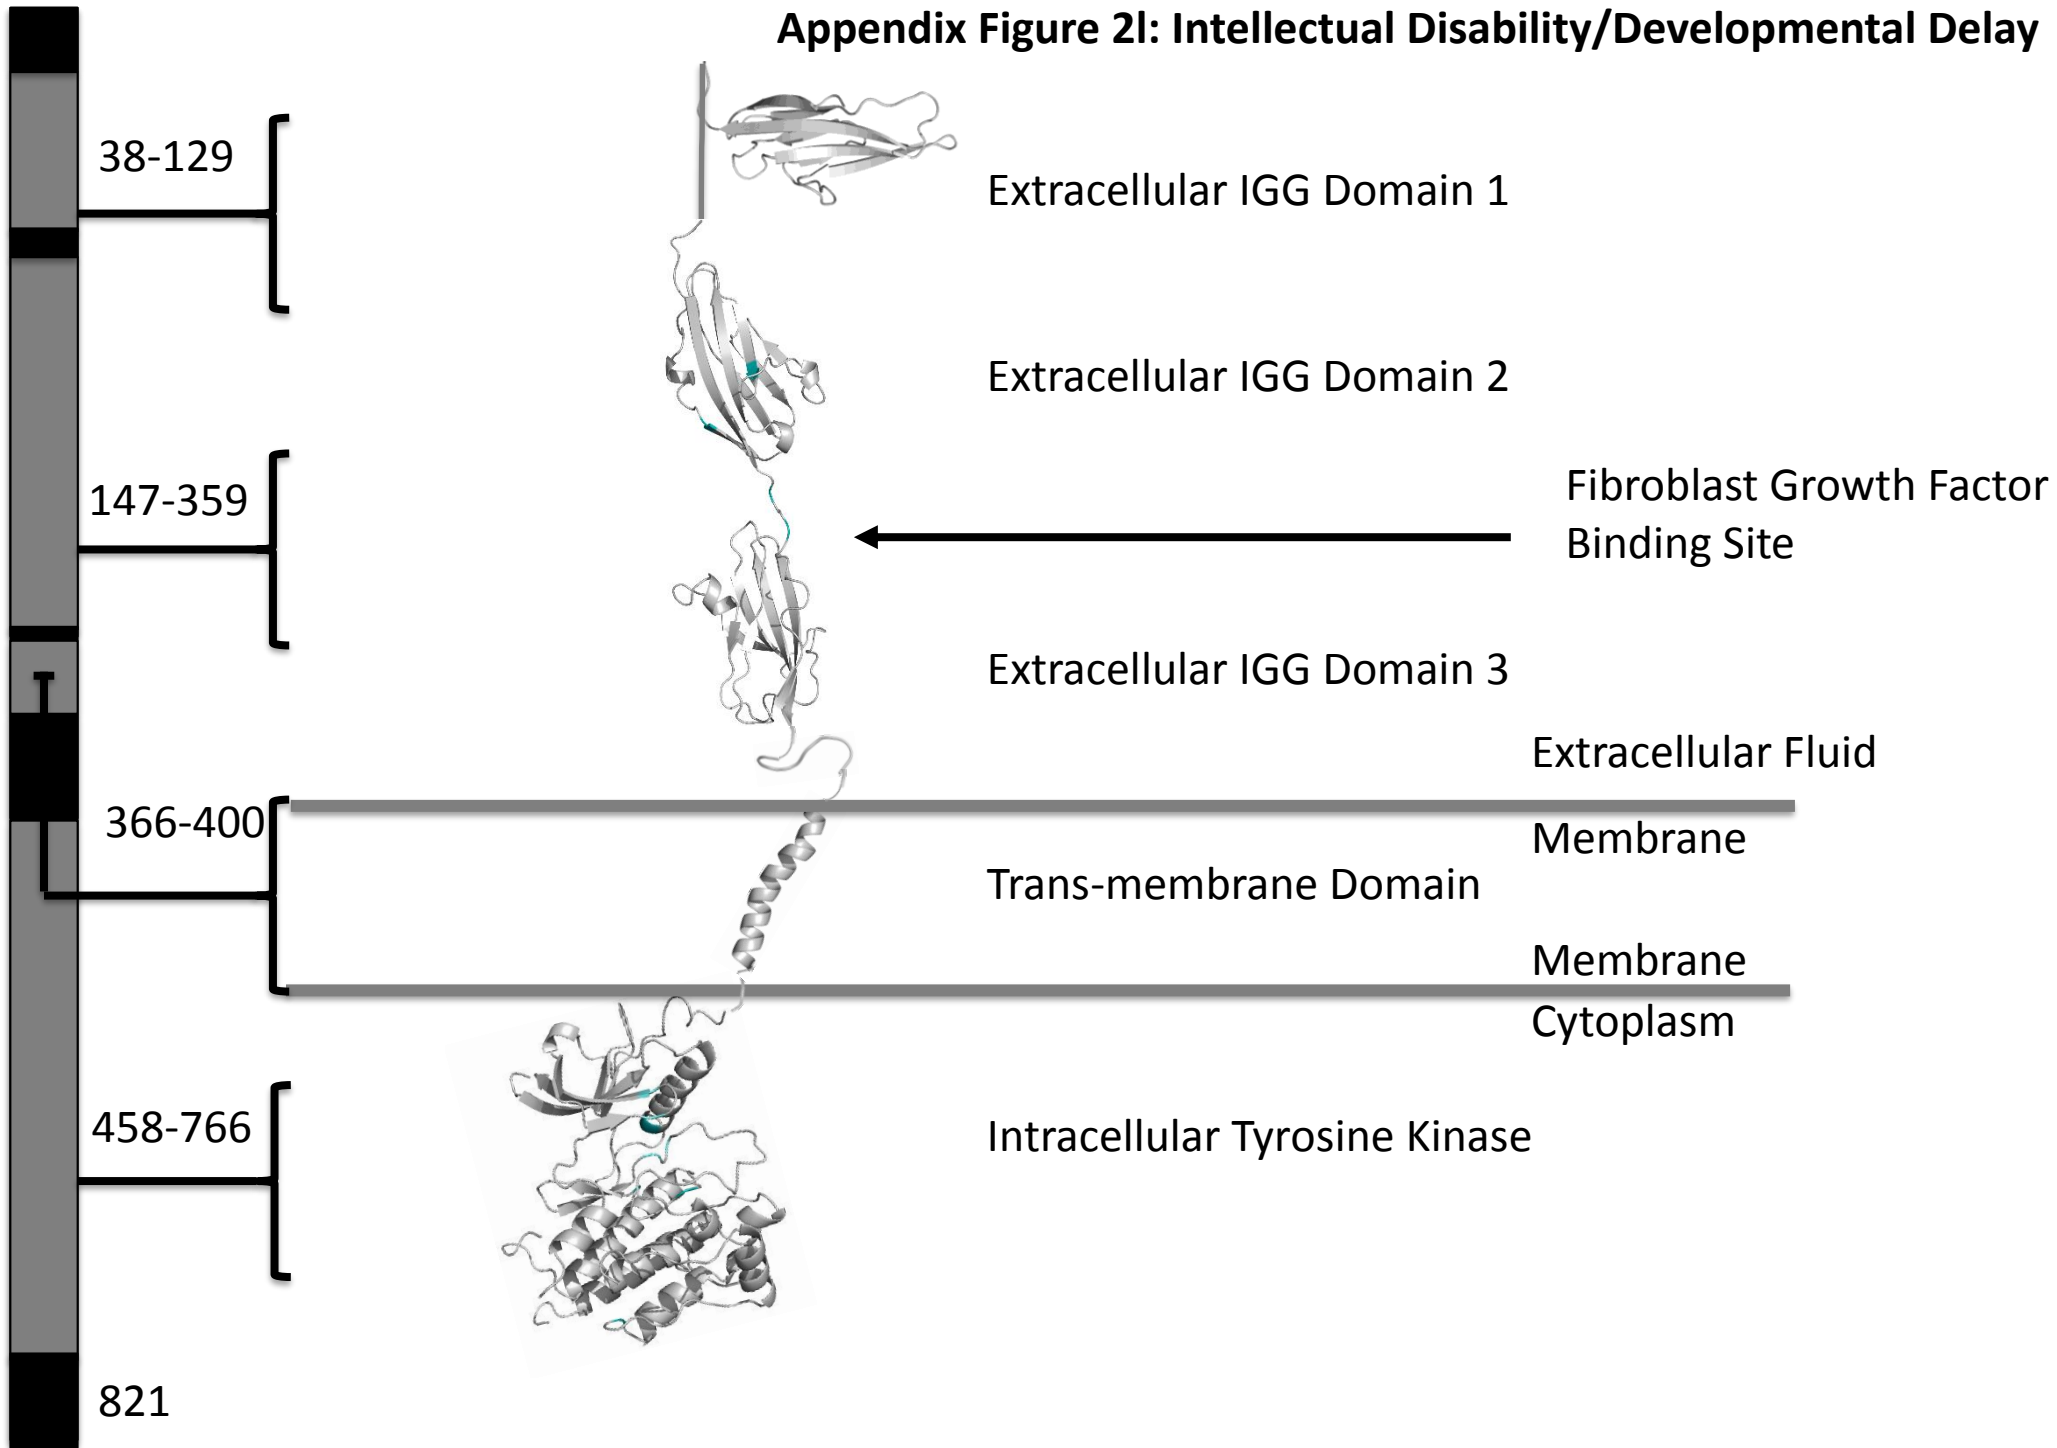 Appendix Figure 2l: Intellectual Disability/Developmental Delay
38-129
Extracellular IGG Domain 1
Extracellular IGG Domain 2
147-359
Fibroblast Growth Factor
Binding Site
Extracellular IGG Domain 3
Extracellular Fluid
366-400
Membrane
Trans-membrane Domain
Membrane
Cytoplasm
458-766
Intracellular Tyrosine Kinase
821